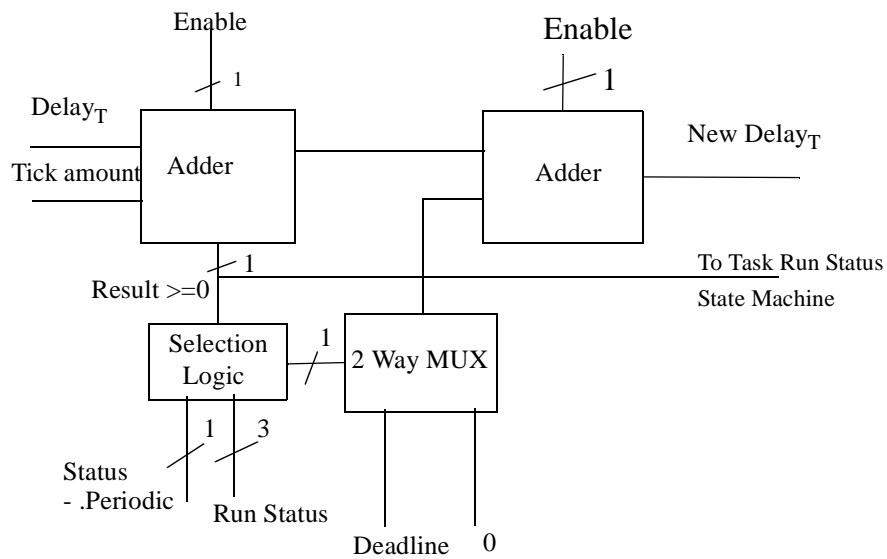 Enable
Enable
1
1
Delay_T
New Delay_T
Adder
Adder
Tick amount
1
To Task Run Status
Result >=0
State Machine
Selection
Logic
1
2 Way MUX
1
3
Status
- .Periodic
Run Status
Deadline
0